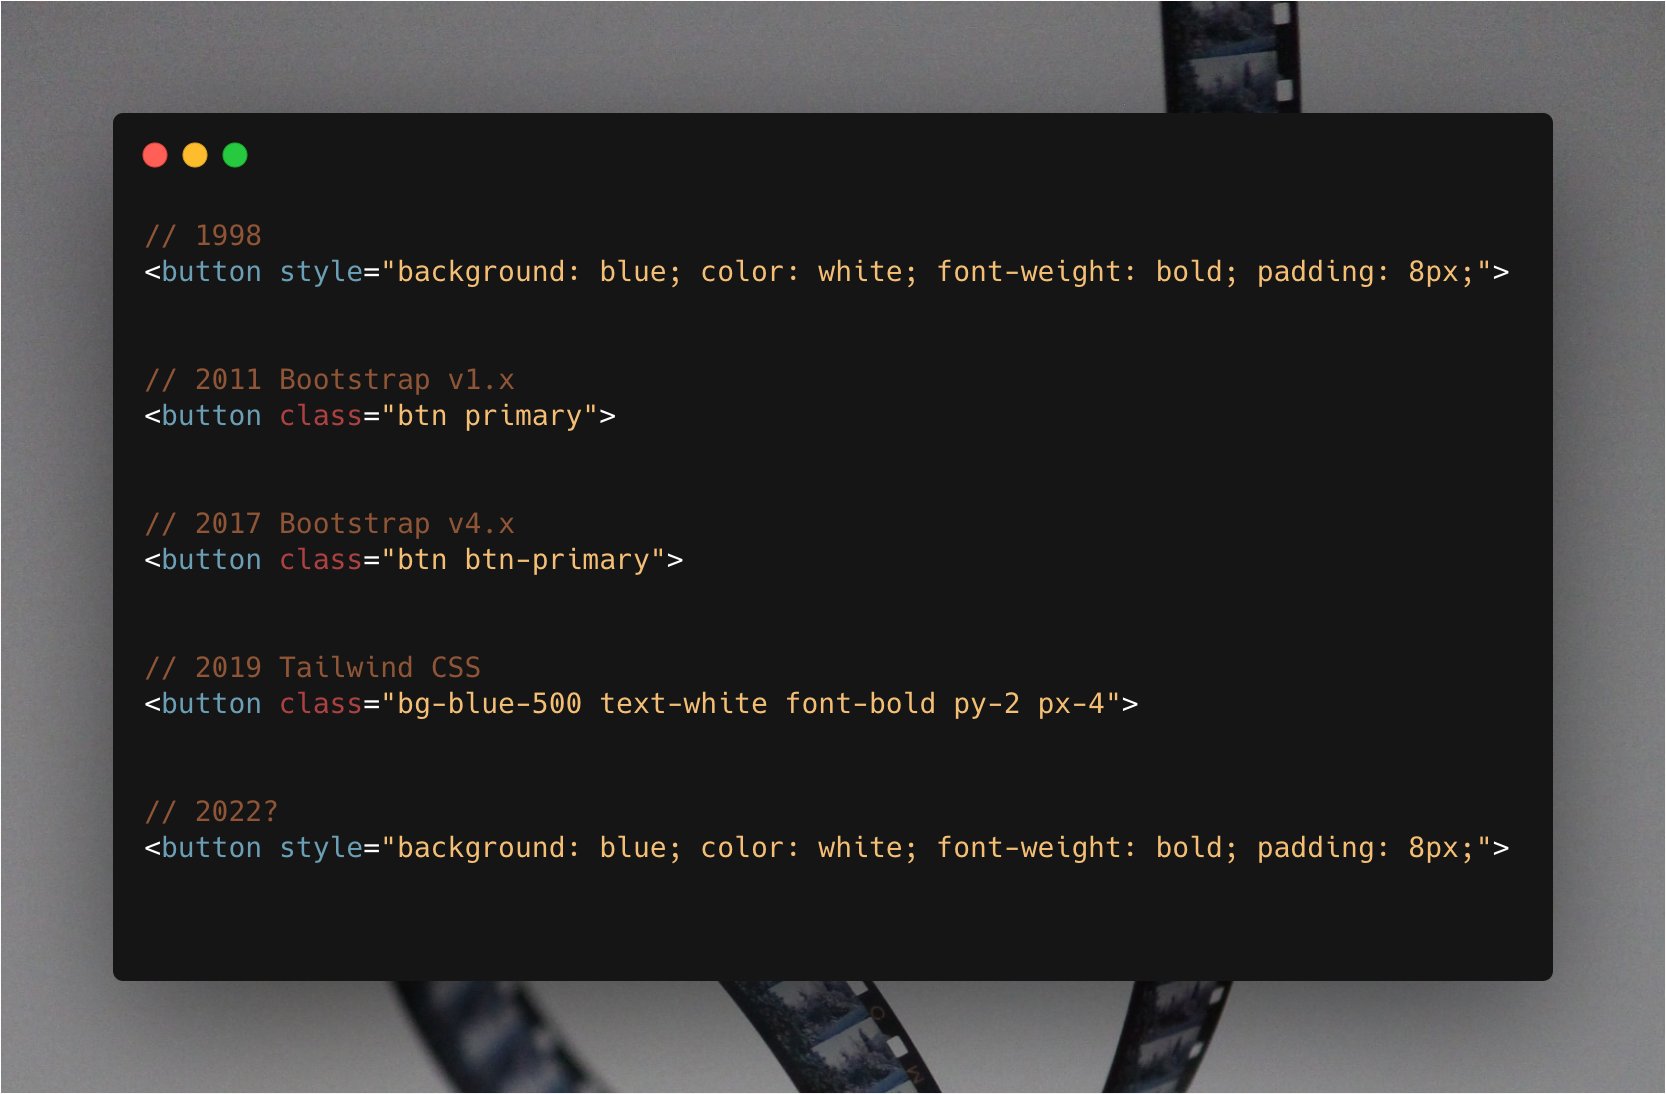 // 1998
<button style="background: blue; color: white; font-weight: bold; padding: 8px;">
// 2011 Bootstrap v1.x
<button class="btn primary">
// 2017 Bootstrap v4.x
<button class="btn btn-primary">
// 2019 Tailwind CSS
<button class="bg-blue-500 text-white font-bold py-2 px-4">
// 2022?
<button style="background: blue; color: white; font-weight: bold; padding: 8px;">